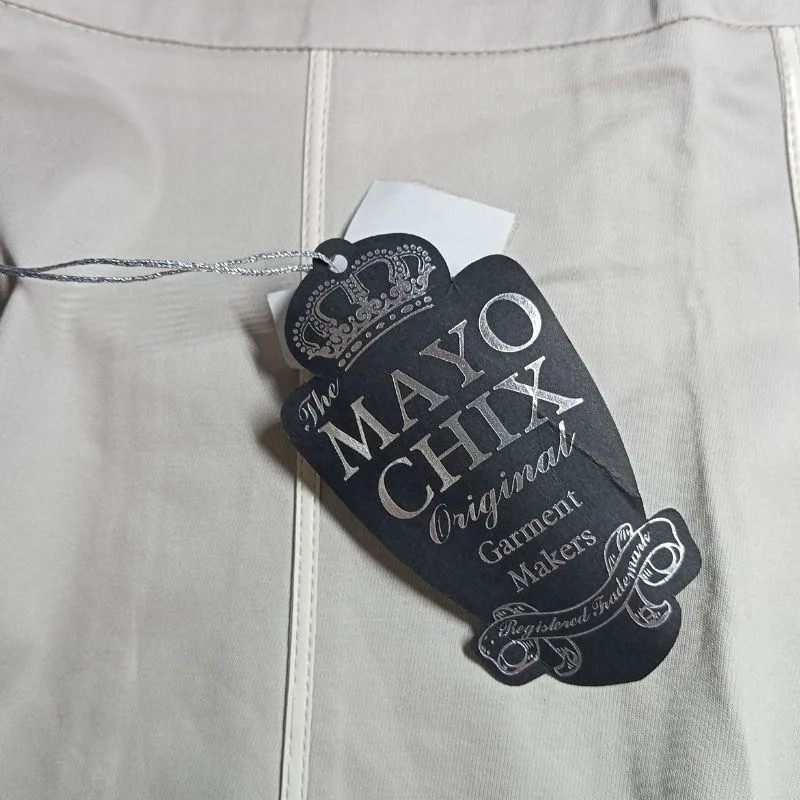 The
MAYO
CHIX
Original
Garment
Makers
Registered Trademark